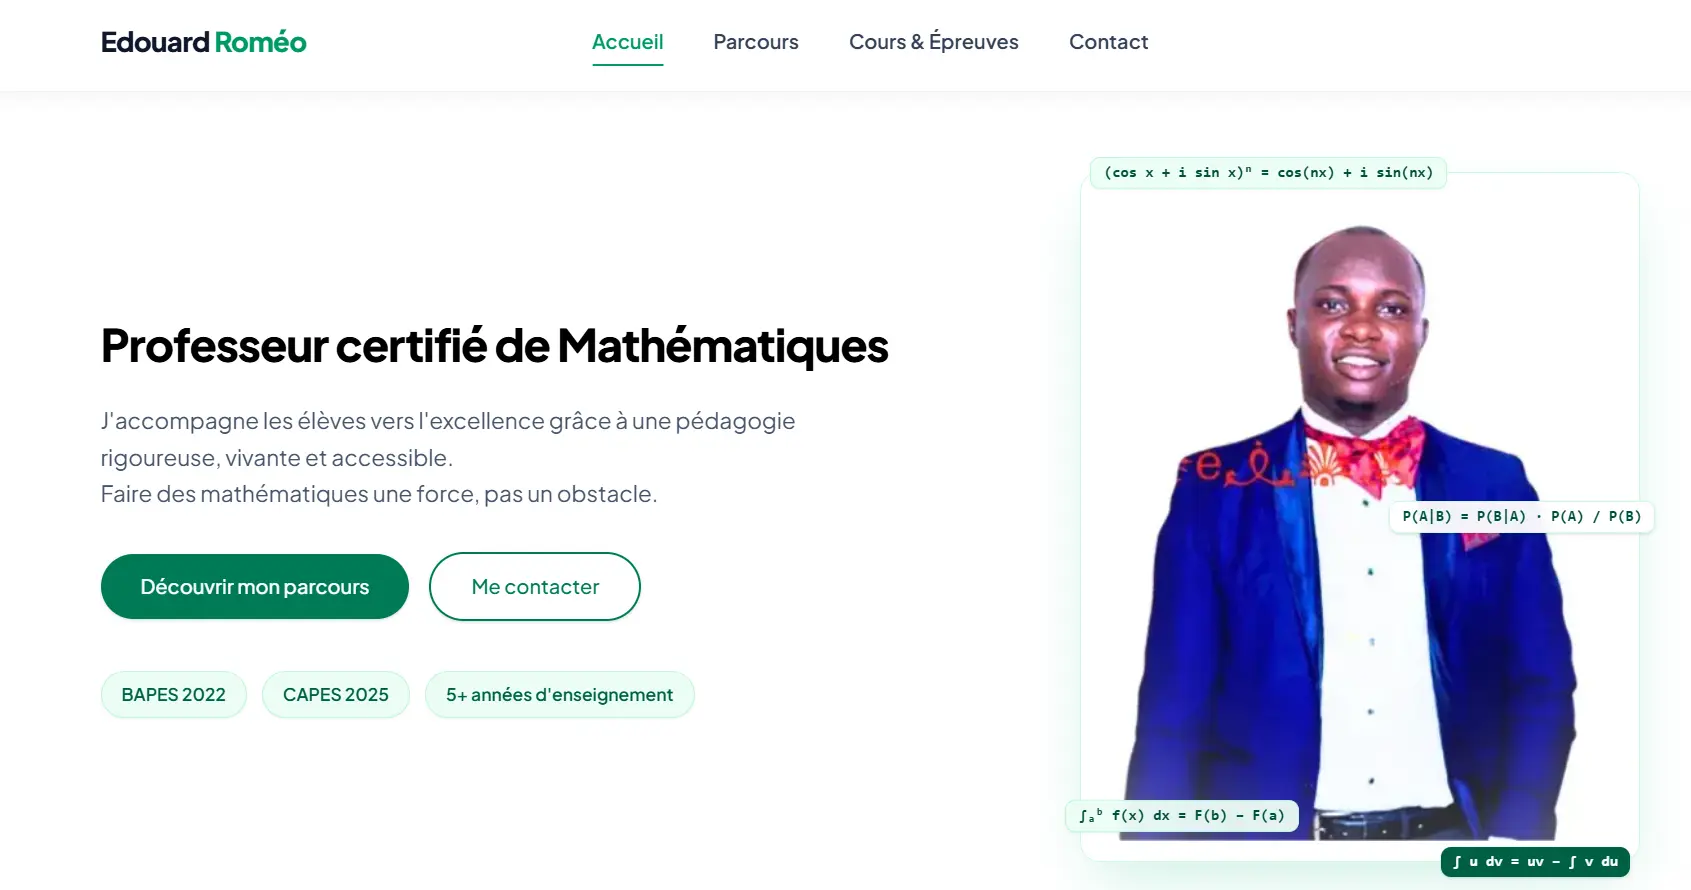 Edouard Roméo
Accueil
Parcours
Cours & Épreuves
Contact
(cos x + i sin x)ⁿ = cos(nx) + i sin(nx)
Professeur certifié de Mathématiques
J'accompagne les élèves vers l'excellence grâce à une pédagogie
rigoureuse, vivante et accessible.
Faire des mathématiques une force, pas un obstacle.
P(A|B) = P(B|A) · P(A) / P(B)
Découvrir mon parcours
Me contacter
BAPES 2022
CAPES 2025
5+ années d'enseignement
∫ₐᵇ f(x) dx = F(b) − F(a)
∫ u dv = uv − ∫ v du